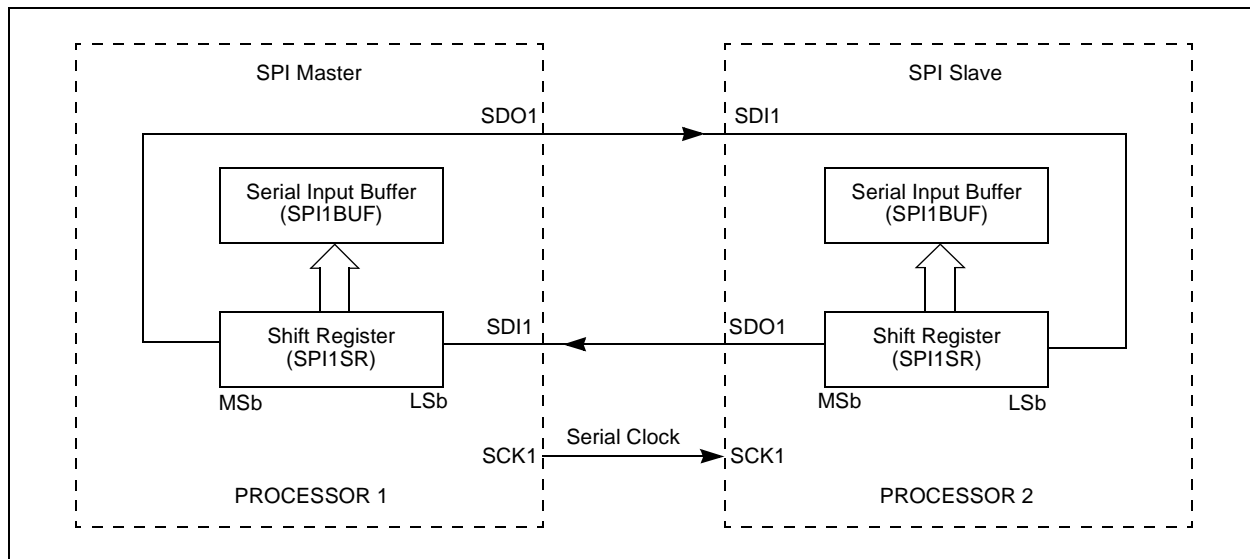 SPI Master
SPI Slave
SDO1
SDI1
Serial Input Buffer
(SPI1BUF)
Serial Input Buffer
(SPI1BUF)
SDI1
SDO1
Shift Register
(SPI1SR)
Shift Register
(SPI1SR)
MSb
LSb
MSb
LSb
Serial Clock
SCK1
SCK1
PROCESSOR 1
PROCESSOR 2